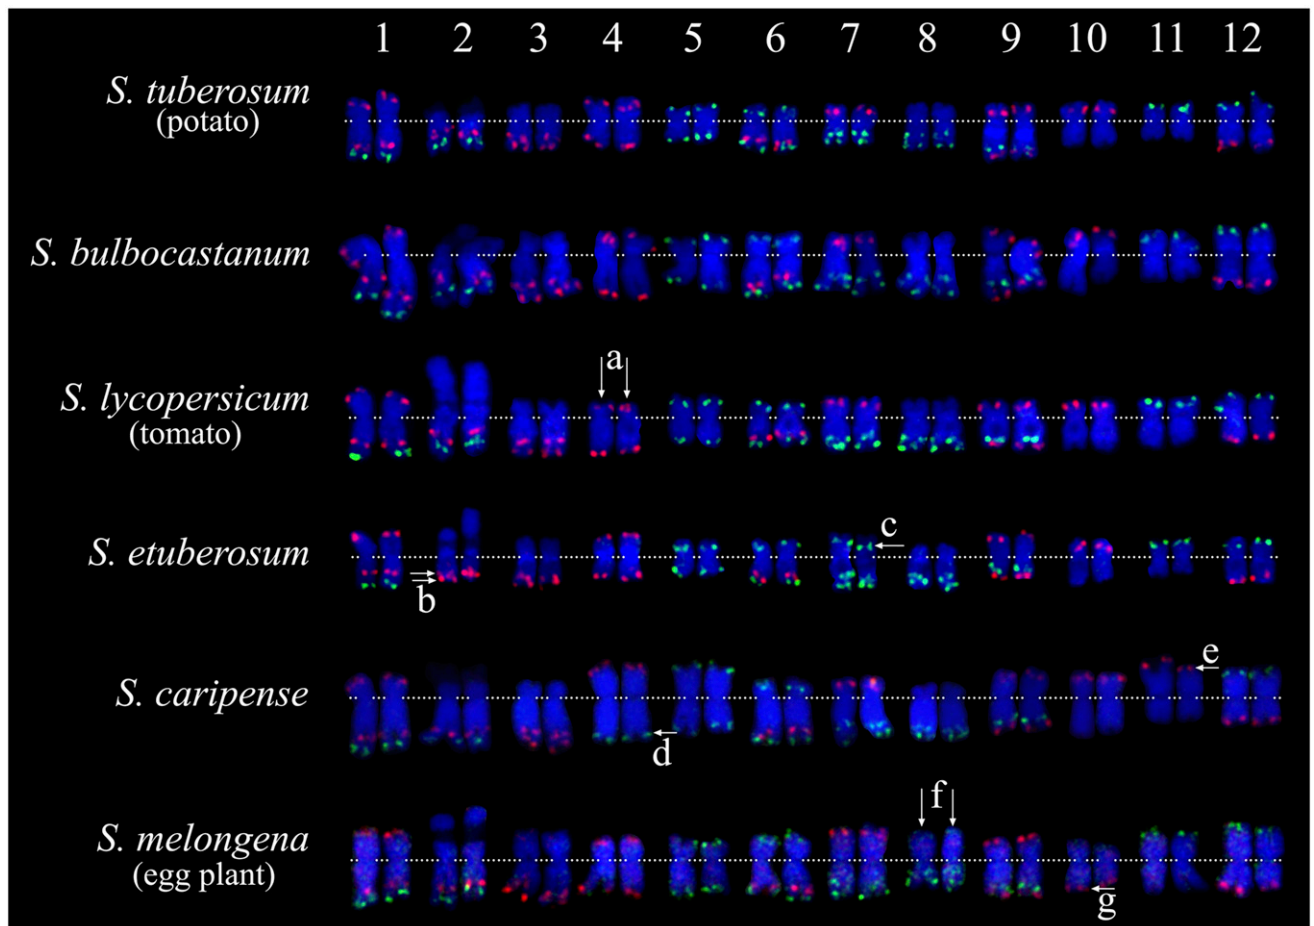 1 2 3 4 5 6 7 8 9 10 11 12
S. tuberosum
(potato)
S. bulbocastanum
a
S. lycopersicum
(tomato)
c
S. etuberosum
b
e
S. caripense
d
f
S. melongena
(egg plant)
g